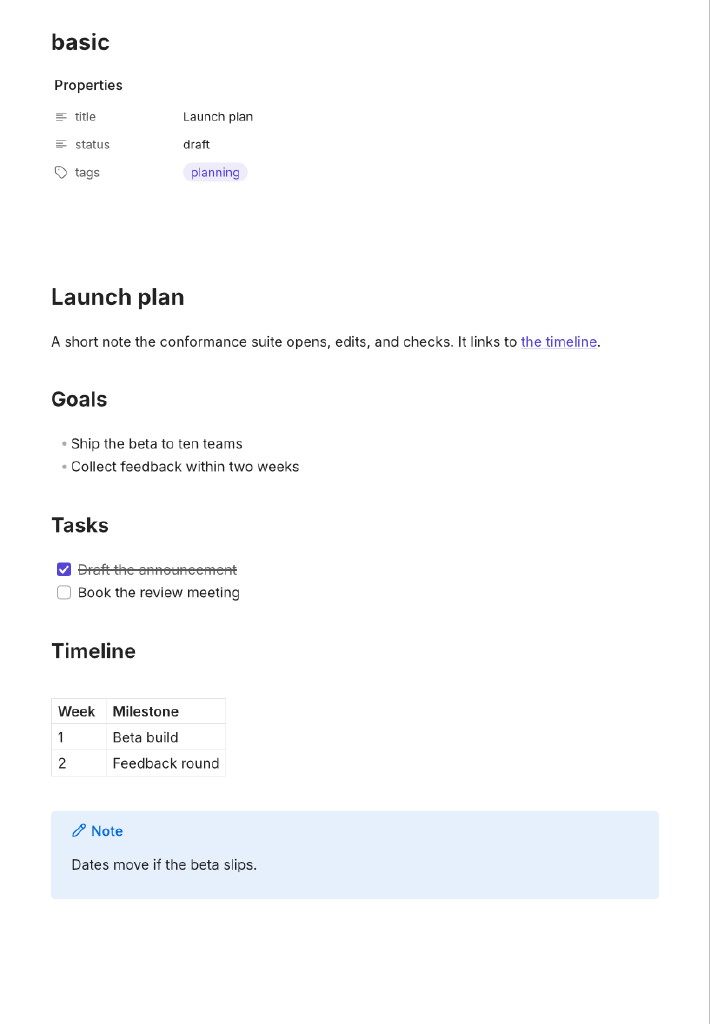 basic
Properties
title Launch plan
status draft
tags planning
Launch plan
A short note the conformance suite opens, edits, and checks. It links to the timeline.
Goals
Ship the beta to ten teams
Collect feedback within two weeks
Tasks
Draft the announcement
Book the review meeting
Timeline
Week Milestone
1 Beta build
2 Feedback round
Note
Dates move if the beta slips.